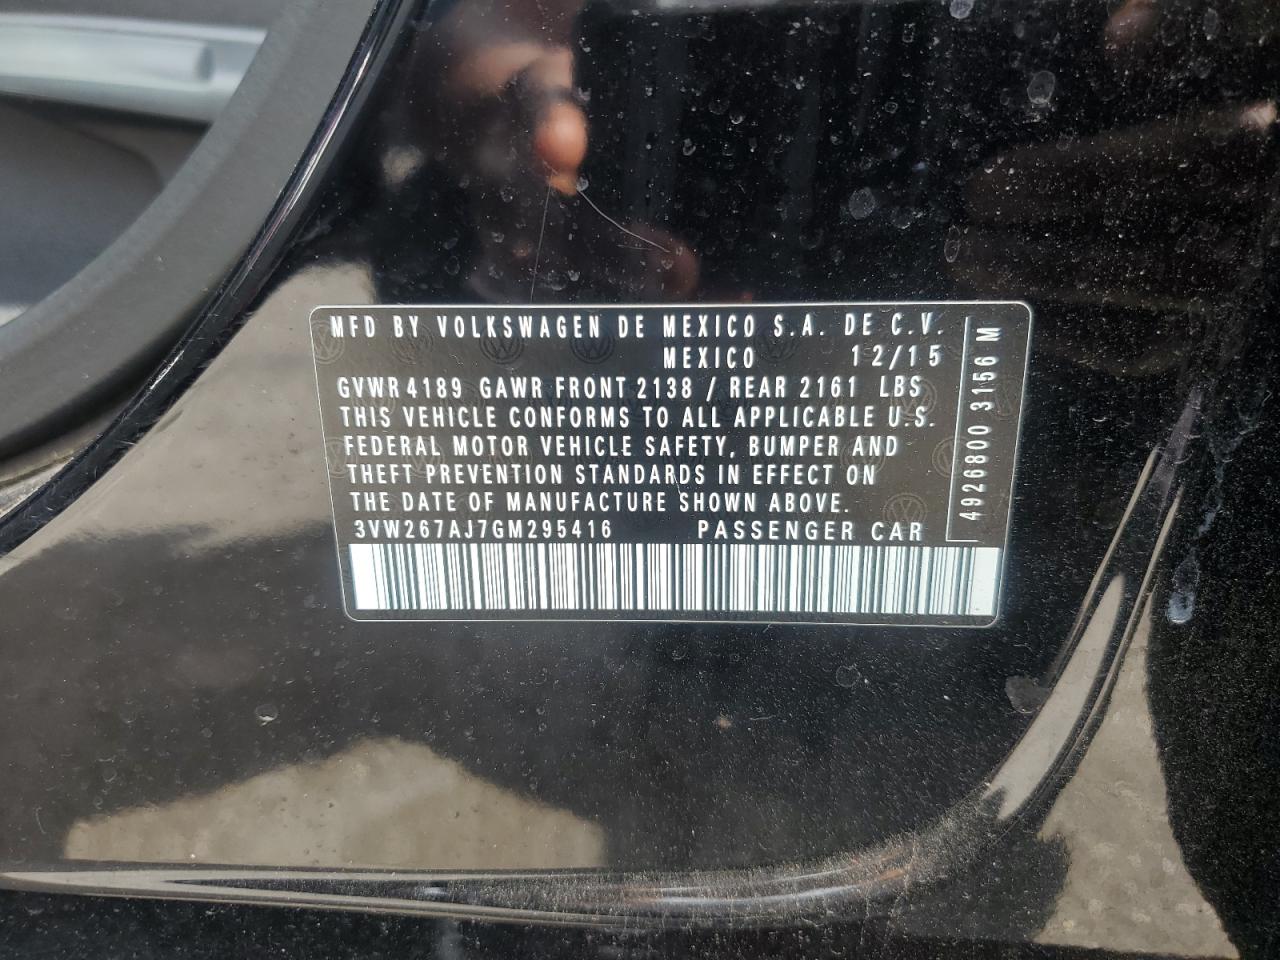 MFD BY VOLKSWAGEN DE MEXICO S.A. DE C.V.
MEXICO 12/15
GVWR 4189 GAWR FRONT 2138 / REAR 2161 LBS
THIS VEHICLE CONFORMS TO ALL APPLICABLE U.S.
FEDERAL MOTOR VEHICLE SAFETY, BUMPER AND
THEFT PREVENTION STANDARDS IN EFFECT ON
THE DATE OF MANUFACTURE SHOWN ABOVE.
3VW267AJ7GM295416 PASSENGER CAR
4926800 3156 M